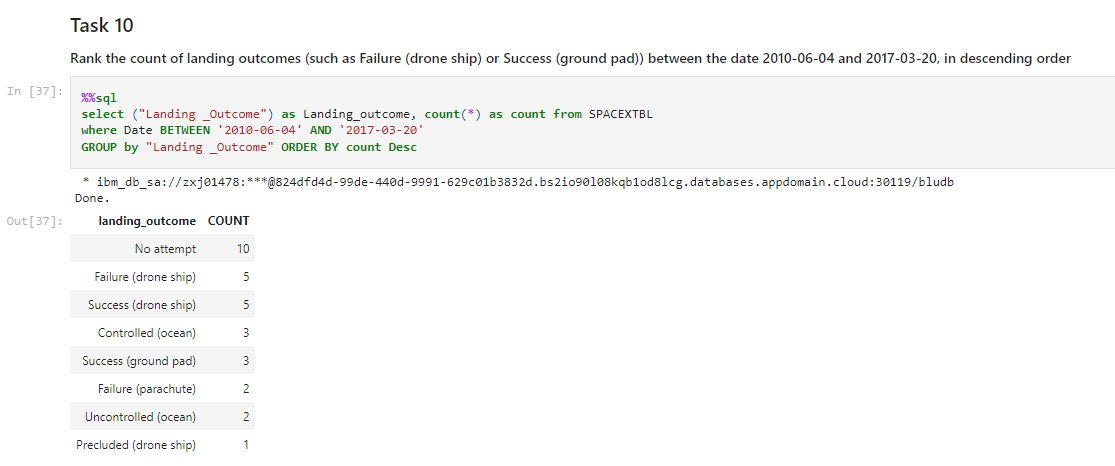 Task 10
Rank the count of landing outcomes (such as Failure (drone ship) or Success (ground pad)) between the date 2010-06-04 and 2017-03-20, in descending order
In [37]:
%%sql
select ("Landing _Outcome") as Landing_outcome, count(*) as count from SPACEXTBL
where Date BETWEEN '2010-06-04' AND '2017-03-20'
GROUP by "Landing _Outcome" ORDER BY count Desc
* ibm_db_sa://zxj01478:***@824dfd4d-99de-440d-9991-629c01b3832d.bs2io90l08kqb1od8lcg.databases.appdomain.cloud:30119/bludb
Done.
Out[37]:
landing_outcome COUNT
No attempt 10
Failure (drone ship) 5
Success (drone ship) 5
Controlled (ocean) 3
Success (ground pad) 3
Failure (parachute) 2
Uncontrolled (ocean) 2
Precluded (drone ship) 1